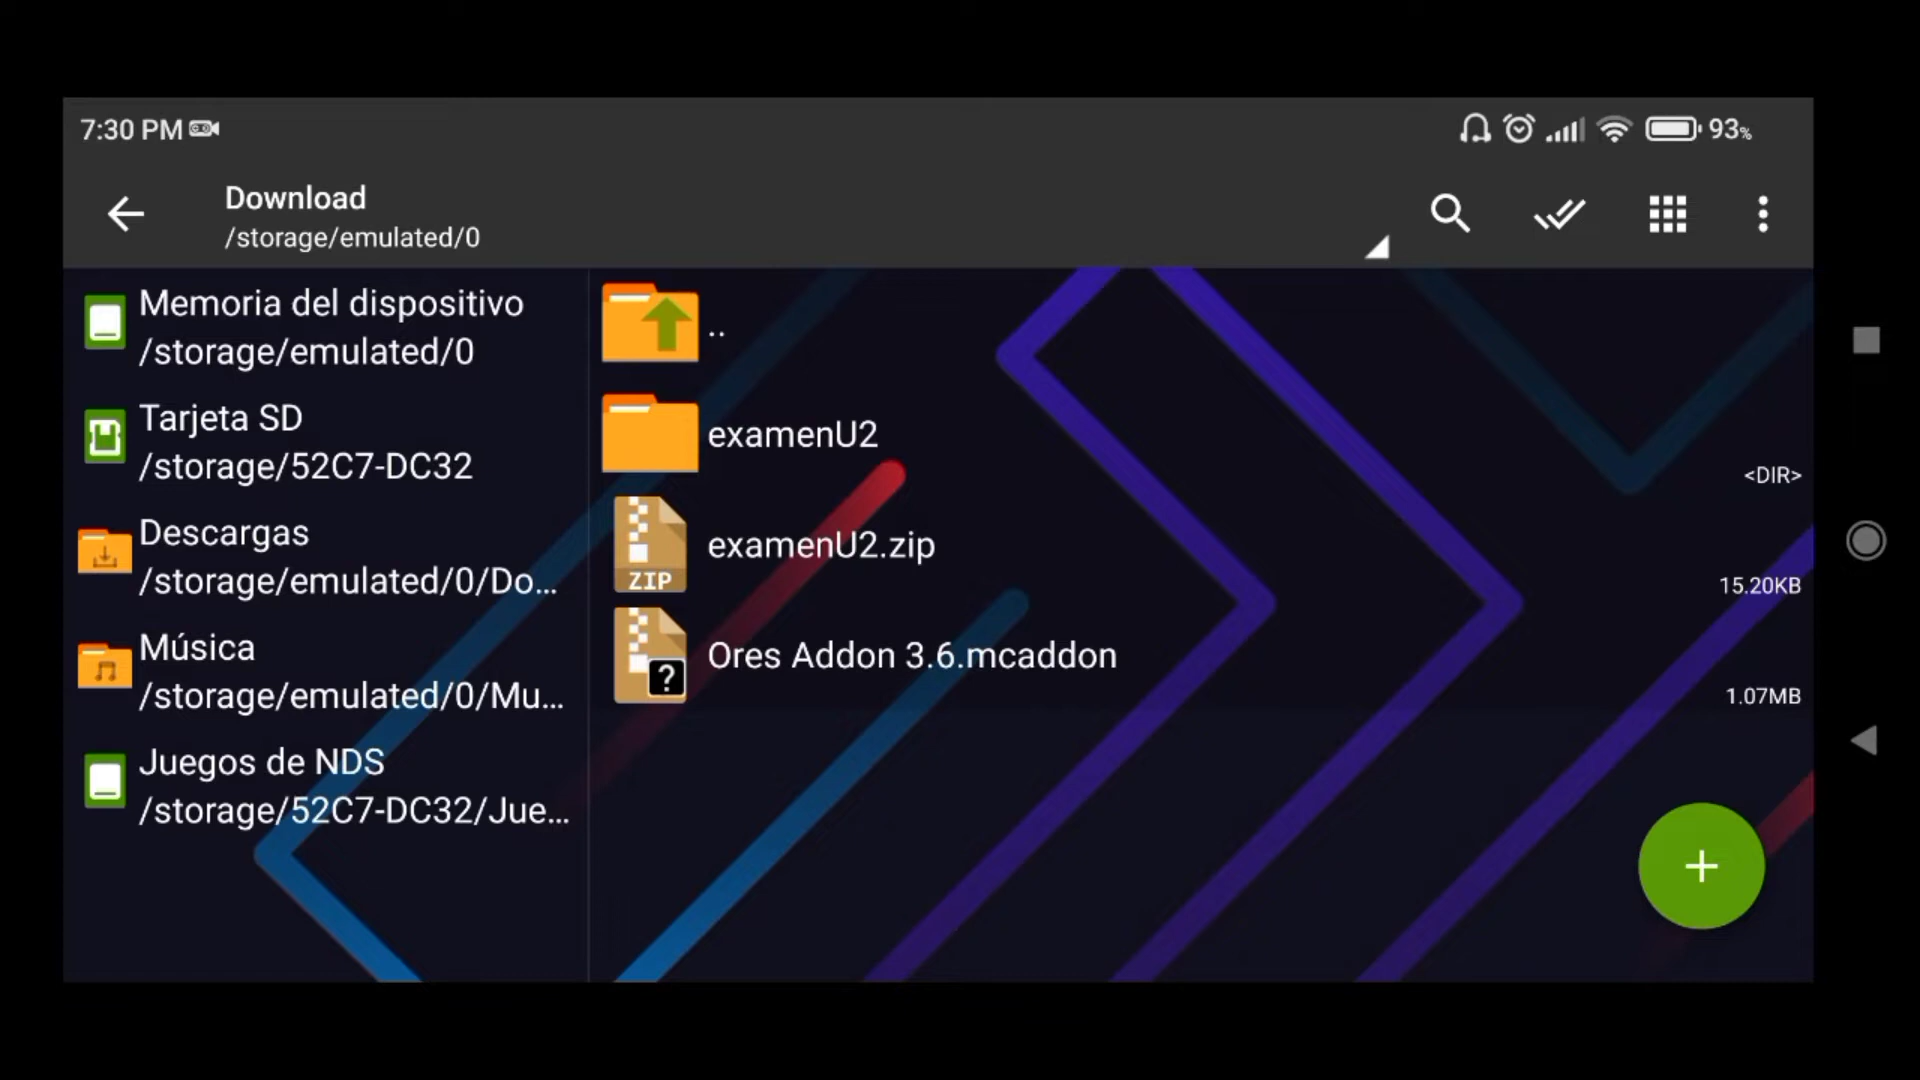 7:30 PM
93%
Download
/storage/emulated/0
Memoria del dispositivo
/storage/emulated/0
Tarjeta SD
/storage/52C7-DC32
Descargas
/storage/emulated/0/Do...
Música
/storage/emulated/0/Mu...
Juegos de NDS
/storage/52C7-DC32/Jue...
..
examenU2
<DIR>
ZIP
examenU2.zip
15.20KB
?
Ores Addon 3.6.mcaddon
1.07MB